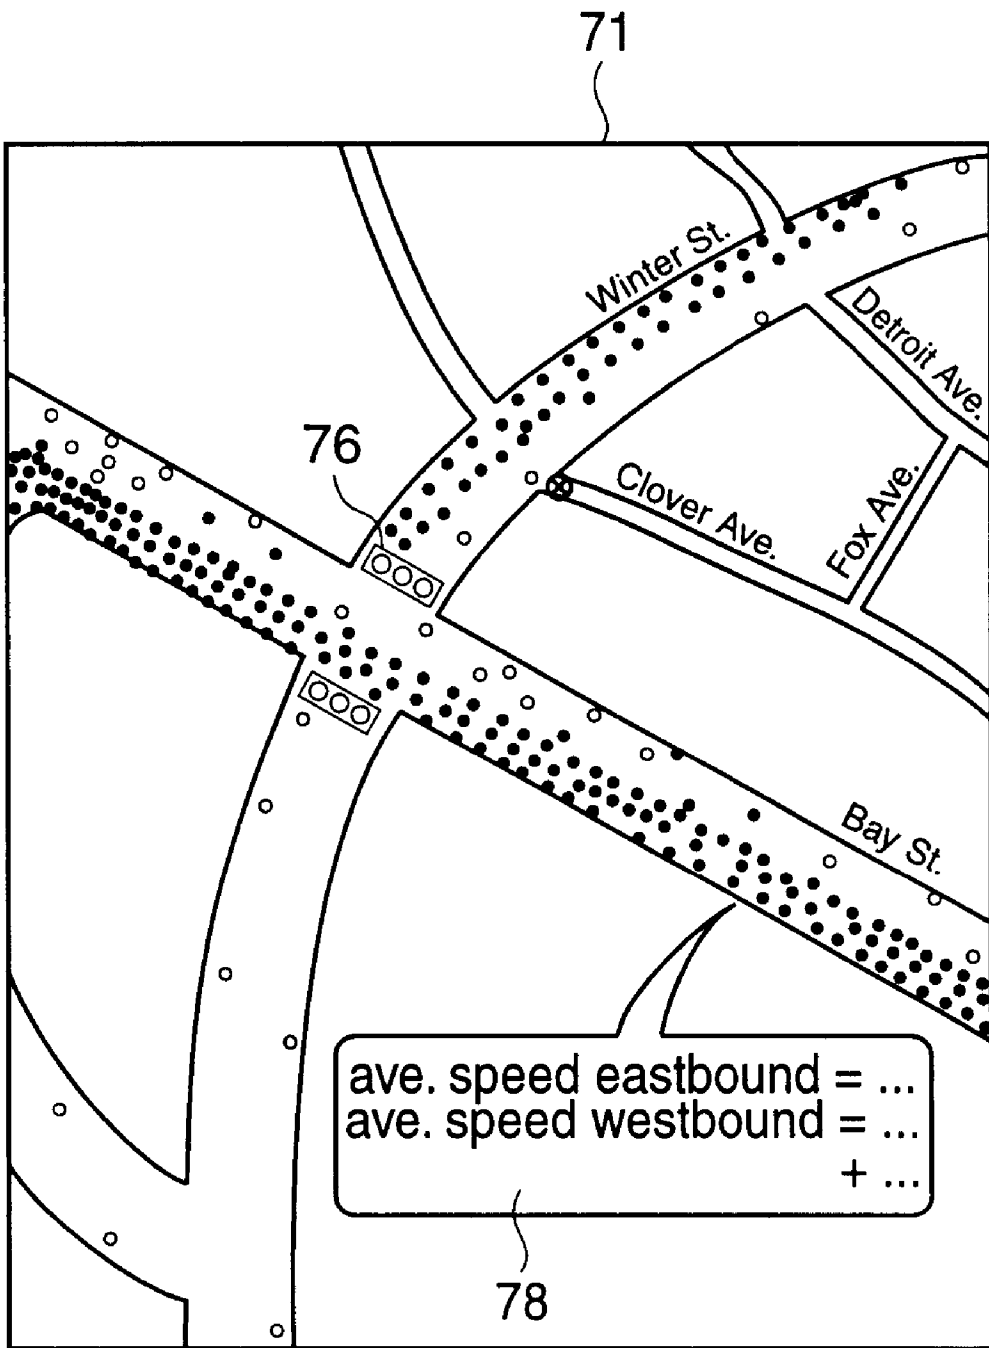 71
Winter St.
Detroit Ave.
76
Clover Ave.
Fox Ave.
Bay St.
ave. speed eastbound = ...
ave. speed westbound = ...
+ ...
78